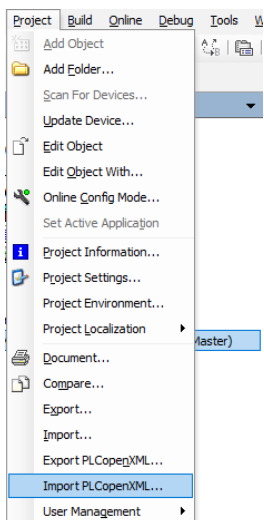 Project Build Online Debug Tools W
Add Object
Add Folder...
Scan For Devices...
Update Device...
Edit Object
Edit Object With...
Online Config Mode...
Set Active Application
Project Information...
Project Settings...
Project Environment...
Project Localization
Master)
Document...
Compare...
Export...
Import...
Export PLCopenXML...
Import PLCopenXML...
User Management